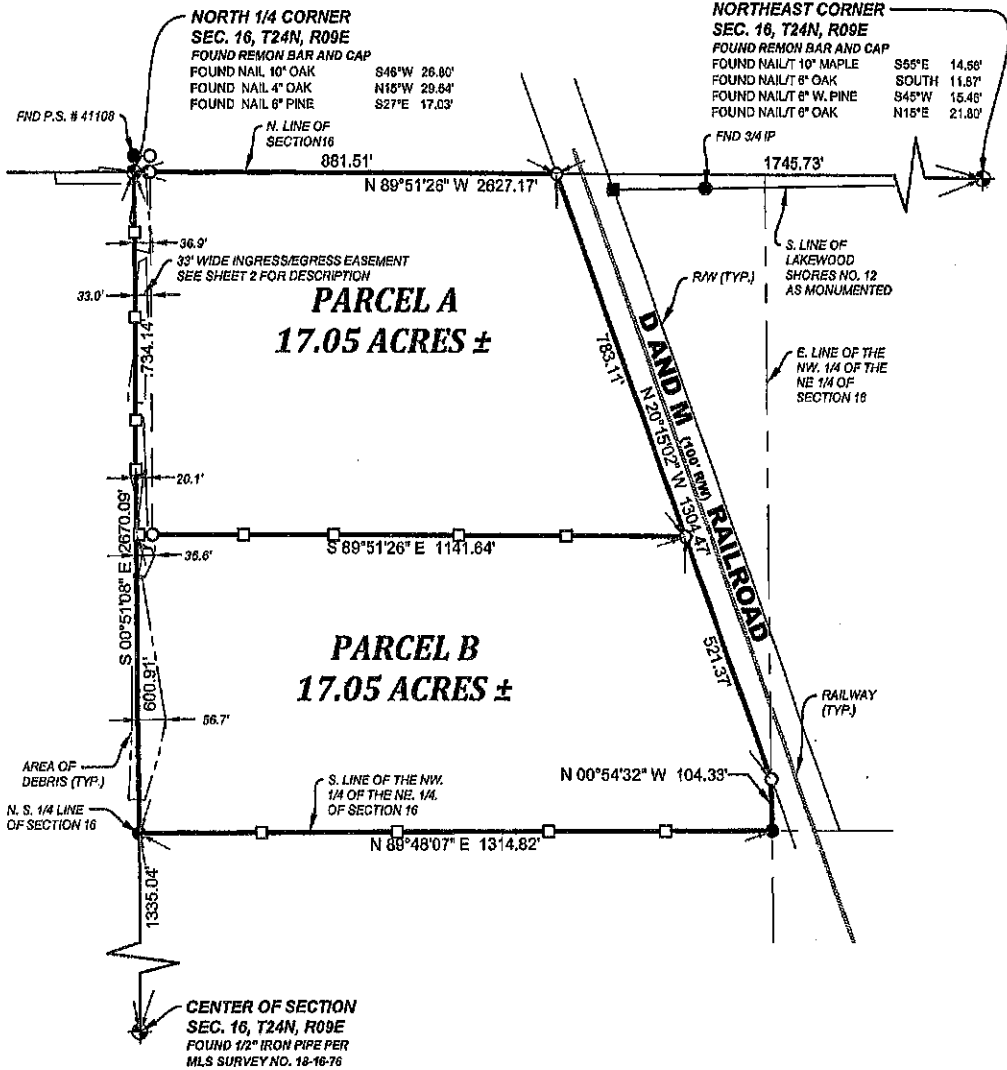 NORTH 1/4 CORNER
SEC. 16, T24N, R09E
FOUND REMON BAR AND CAP
FOUND NAIL 10" OAK S46°W 26.80'
FOUND NAIL 4" OAK N15°W 29.64'
FOUND NAIL 6" PINE S27°E 17.03'
NORTHEAST CORNER
SEC. 16, T24N, R09E
FOUND REMON BAR AND CAP
FOUND NAIL/T 10" MAPLE S55°E 14.58'
FOUND NAIL/T 6" OAK SOUTH 11.87'
FOUND NAIL/T 6" W. PINE S45°W 15.46'
FOUND NAIL/T 6" OAK N15°E 21.80'
FND P.S. # 41108
N. LINE OF
SECTION16
881.51'
N 89°51'26" W 2627.17'
FND 3/4 IP
1745.73'
S. LINE OF
LAKEWOOD
SHORES NO. 12
AS MONUMENTED
36.9'
33' WIDE INGRESS/EGRESS EASEMENT
SEE SHEET 2 FOR DESCRIPTION
33.0'
R/W (TYP.)
PARCEL A
17.05 ACRES ±
734.14'
783.11'
N 20°15'02" W 1304.47'
D AND M (100' R/W) RAILROAD
E. LINE OF THE
NW. 1/4 OF THE
NE 1/4 OF
SECTION 16
20.1'
S 00°51'08" E 2670.09'
36.6'
S 89°51'26" E 1141.64'
PARCEL B
17.05 ACRES ±
521.37'
600.91'
56.7'
RAILWAY
(TYP.)
AREA OF
DEBRIS (TYP.)
N. S. 1/4 LINE
OF SECTION 16
S. LINE OF THE NW.
1/4 OF THE NE. 1/4.
OF SECTION 16
N 00°54'32" W 104.33'
N 89°48'07" E 1314.82'
1335.04'
CENTER OF SECTION
SEC. 16, T24N, R09E
FOUND 1/2" IRON PIPE PER
MLS SURVEY NO. 18-16-76